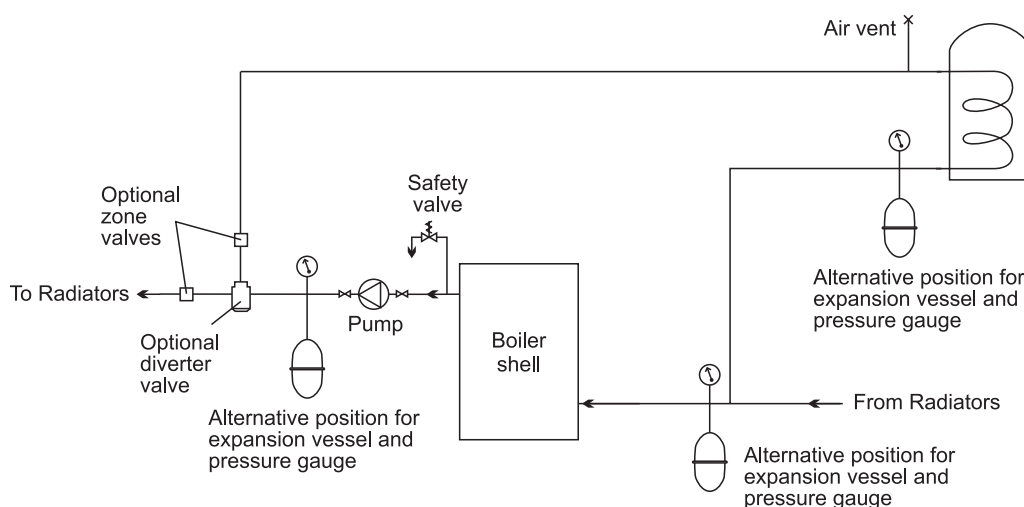 Air vent
Safety
valve
Optional
zone
valves
To Radiators
Pump
Optional
diverter
valve
Boiler
shell
Alternative position for
expansion vessel and
pressure gauge
Alternative position for
expansion vessel and
pressure gauge
From Radiators
Alternative position for
expansion vessel and
pressure gauge